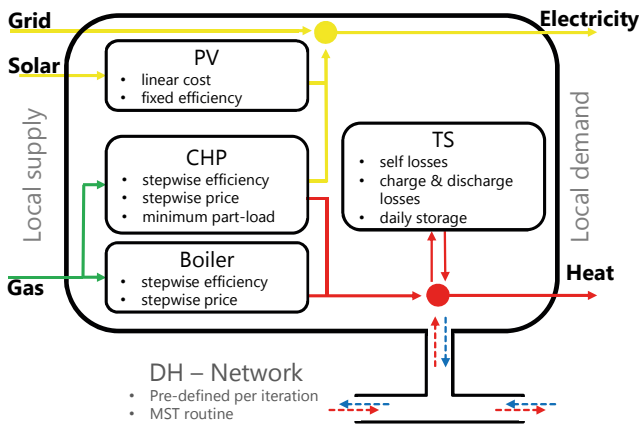 Grid
Electricity
Solar
PV
• linear cost
• fixed efficiency
Local supply
CHP
• stepwise efficiency
• stepwise price
• minimum part-load
TS
• self losses
• charge & discharge
losses
• daily storage
Local demand
Boiler
• stepwise efficiency
• stepwise price
Gas
Heat
DH – Network
• Pre-defined per iteration
• MST routine